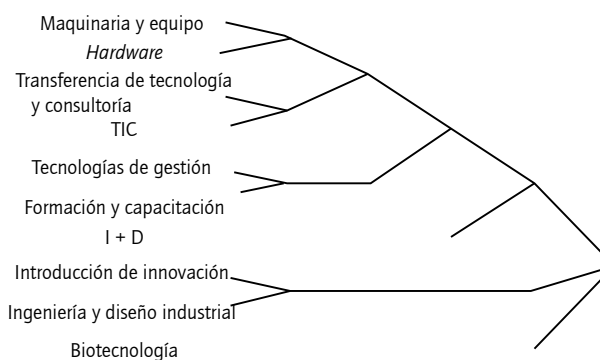 Maquinaria y equipo
Hardware
Transferencia de tecnología
y consultoría
TIC
Tecnologías de gestión
Formación y capacitación
I + D
Introducción de innovación
Ingeniería y diseño industrial
Biotecnología